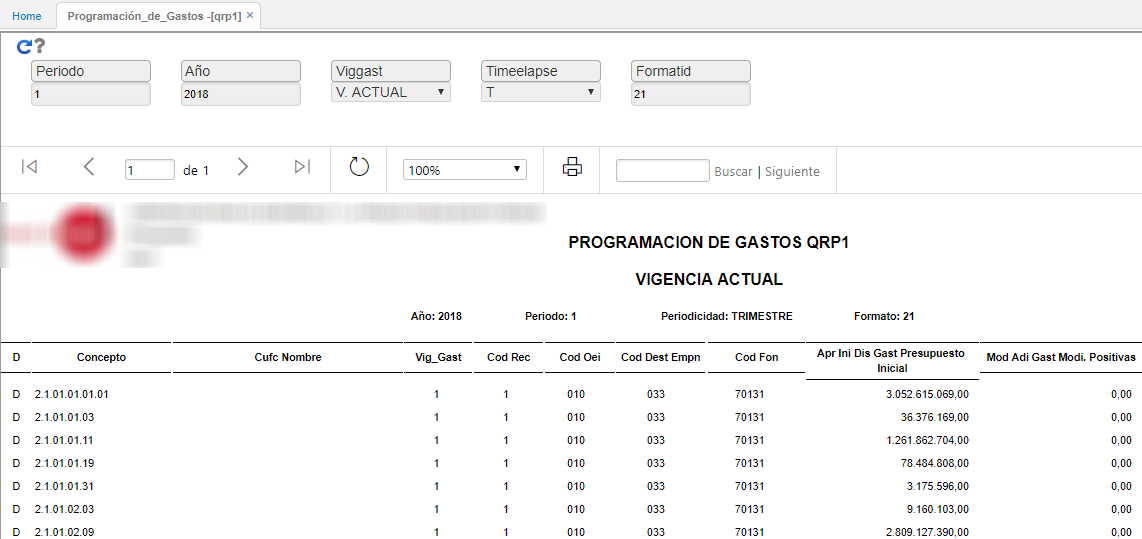 Home Programación_de_Gastos -[qrp1] ×
?
Periodo Año Viggast Timeelapse Formatid
1 2018 V. ACTUAL T 21
1 de 1 100% Buscar | Siguiente
PROGRAMACION DE GASTOS QRP1
VIGENCIA ACTUAL
Año: 2018 Periodo: 1 Periodicidad: TRIMESTRE Formato: 21
D Concepto Cufc Nombre Vig_Gast Cod Rec Cod Oei Cod Dest Empn Cod Fon Apr Ini Dis Gast Presupuesto Mod Adi Gast Modi. Positivas
Inicial
D 2.1.01.01.01.01 1 1 010 033 70131 3.052.615.069,00 0,00
D 2.1.01.01.03 1 1 010 033 70131 36.376.169,00 0,00
D 2.1.01.01.11 1 1 010 033 70131 1.261.862.704,00 0,00
D 2.1.01.01.19 1 1 010 033 70131 78.484.808,00 0,00
D 2.1.01.01.31 1 1 010 033 70131 3.175.596,00 0,00
D 2.1.01.02.03 1 1 010 033 70131 9.160.103,00 0,00
D 2.1.01.02.09 1 1 010 033 70131 2.809.127.390,00 0,00